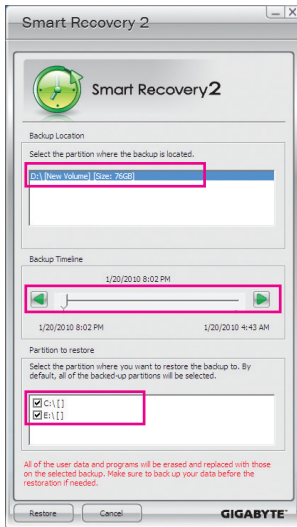 Smart Recovery 2
Smart Recovery2
Backup Location
Select the partition where the backup is located.
D:\ [New Volume] [Size: 76GB]
Backup Timeline
1/20/2010 8:02 PM
1/20/2010 8:02 PM 1/20/2010 4:43 AM
Partition to restore
Select the partition where you want to restore the backup to. By
default, all of the backed-up partitions will be selected.
C:\ [ ]
E:\ [ ]
All of the user data and programs will be erased and replaced with those
on the selected backup. Make sure to back up your data before the
restoration if needed.
Restore Cancel GIGABYTE™